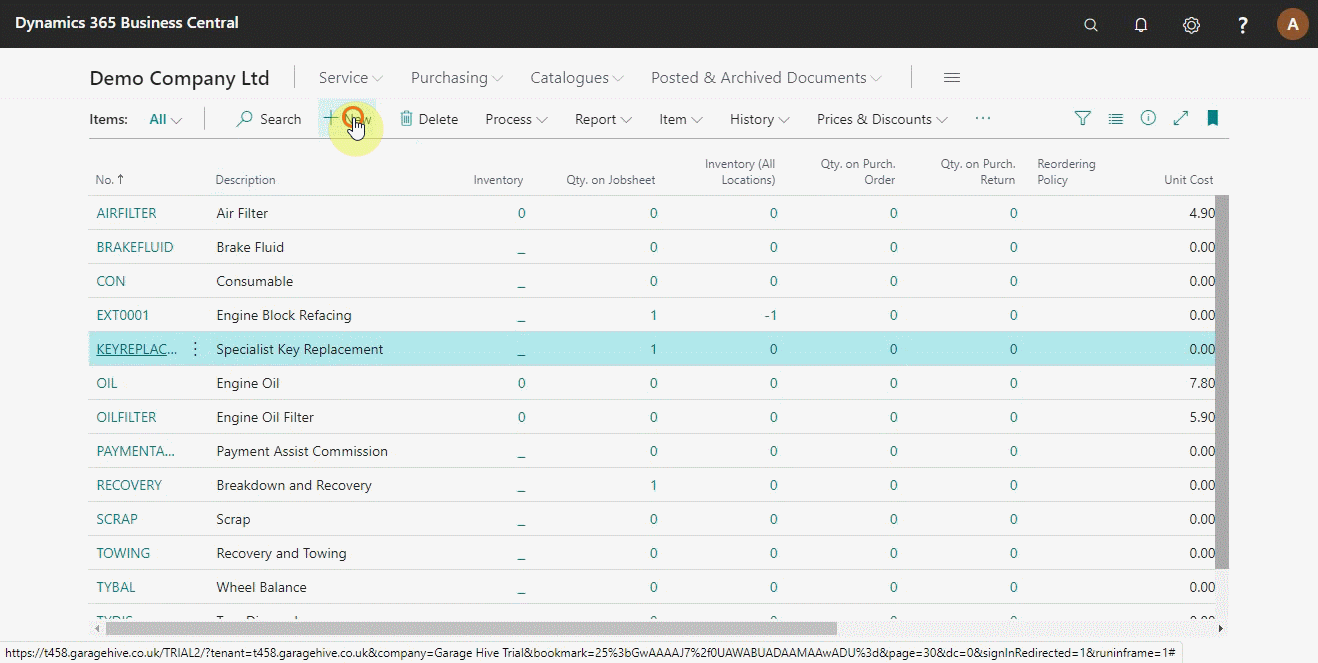 Dynamics 365 Business Central
?
A
Demo Company Ltd
Service
Purchasing
Catalogues
Posted & Archived Documents
Items:
All
Search
+ New
Delete
Process
Report
Item
History
Prices & Discounts
...
No. ↑
Description
Inventory
Qty. on Jobsheet
Inventory (All
Locations)
Qty. on Purch.
Order
Qty. on Purch.
Return
Reordering
Policy
Unit Cost
AIRFILTER Air Filter 0 0 0 0 0 4.90
BRAKEFLUID Brake Fluid _ 0 0 0 0 0.00
CON Consumable _ 0 0 0 0 0.00
EXT0001 Engine Block Refacing _ 1 -1 0 0 0.00
KEYREPLAC... Specialist Key Replacement _ 1 0 0 0 0.00
OIL Engine Oil 0 0 0 0 0 7.80
OILFILTER Engine Oil Filter 0 0 0 0 0 5.90
PAYMENTA... Payment Assist Commission _ 0 0 0 0 0.00
RECOVERY Breakdown and Recovery _ 1 0 0 0 0.00
SCRAP Scrap _ 0 0 0 0 0.00
TOWING Recovery and Towing _ 0 0 0 0 0.00
TYBAL Wheel Balance _ 0 0 0 0 0.00
https://t458.garagehive.co.uk/TRIAL2/?tenant=t458.garagehive.co.uk&company=Garage Hive Trial&bookmark=25%3bGwAAAAJ7%2f0UAWABUADAAMAAwADU%3d&page=30&dc=0&signInRedirected=1&runinframe=1#